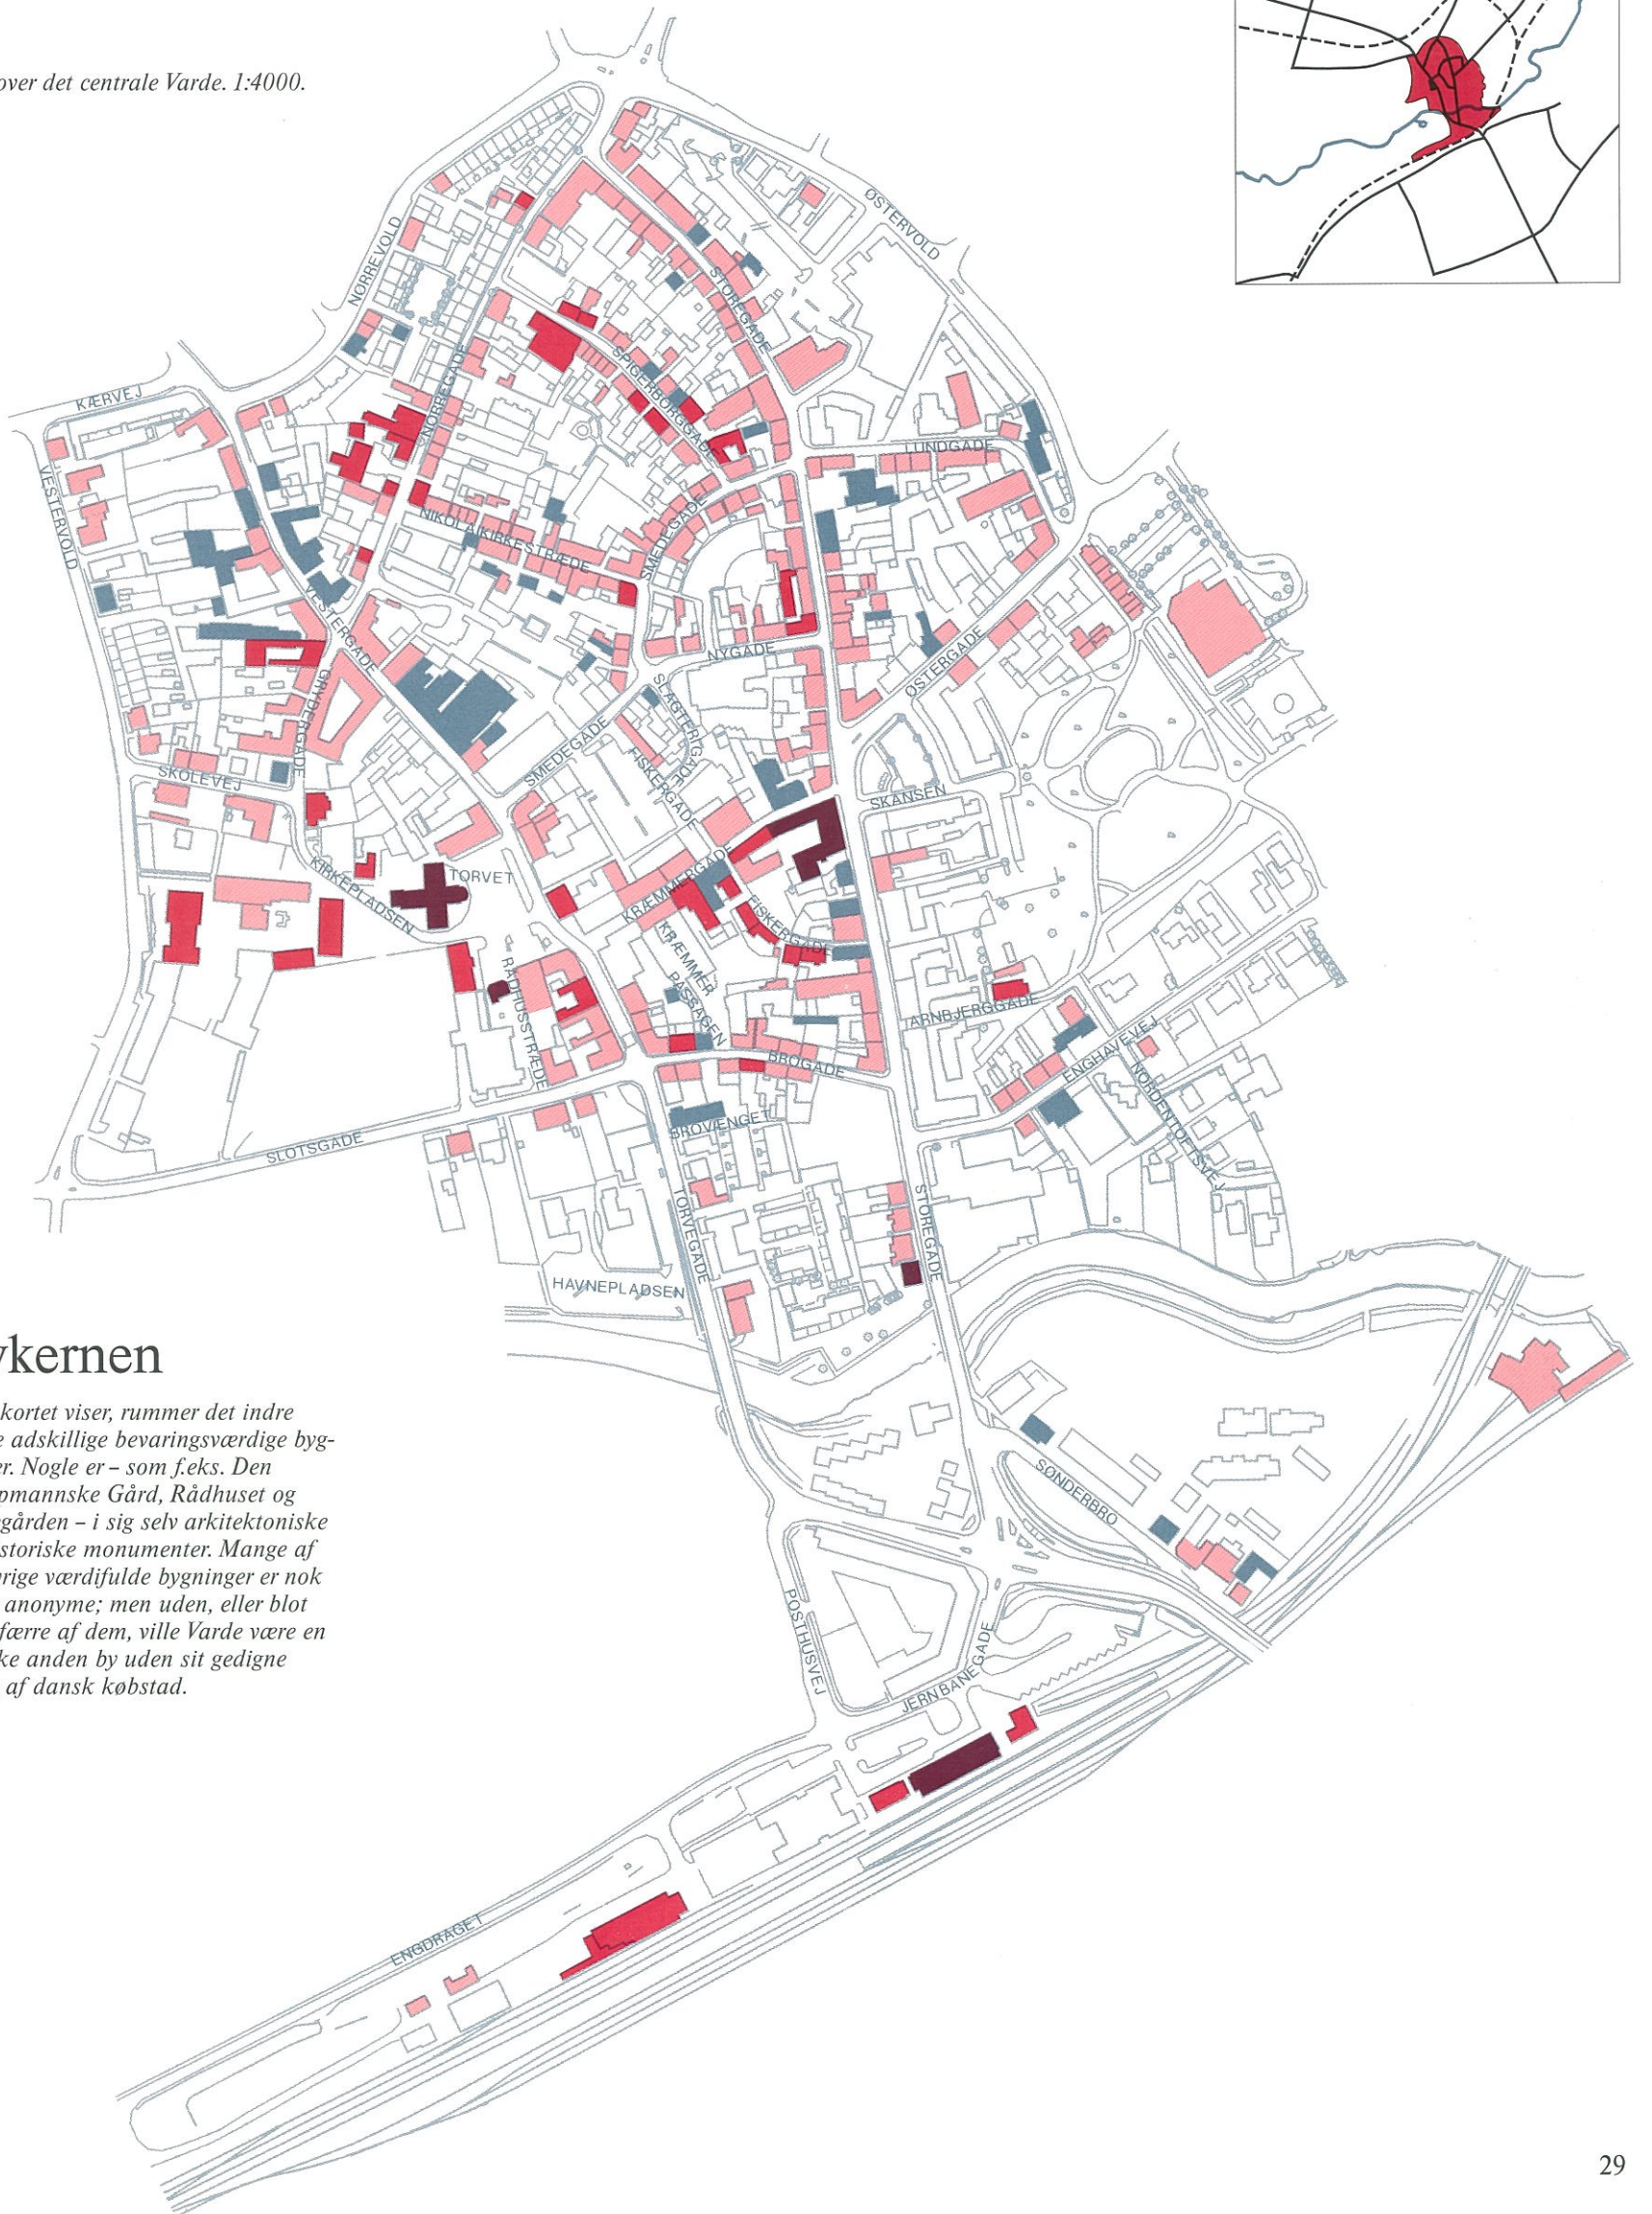 over det centrale Varde. 1:4000.
ØSTERVOLD
NØRREVOLD
STOREGADE
KÆRVEJ
NØRREGADE
SPIGERBORGGADE
LUNDGADE
VESTERVOLD
NIKOLAIKIRKESTRÆDE
SMEDEGADE
VESTERGADE
NYGADE
ØSTERGADE
GRYDERGADE
SLAGTERIGADE
SMEDEGADE
FISKERGADE
SKOLEVEJ
SKANSEN
KIRKEPLADSEN
TORVET
KRÆMMERGADE
FISKERGADE
KRÆMMER
PASSAGEN
RÅDHUSSTRÆDE
ARNBJERGGADE
ENGHAVEVEJ
BROGADE
NORDENTOFTSVEJ
BROVÆNGET
SLOTSGADE
TORVEGADE
STOREGADE
HAVNEPLADSEN
ykernen
kortet viser, rummer det indre
e adskillige bevaringsværdige byg-
er. Nogle er – som f.eks. Den
pmannske Gård, Rådhuset og
gården – i sig selv arkitektoniske
storiske monumenter. Mange af
rige værdifulde bygninger er nok
anonyme; men uden, eller blot
færre af dem, ville Varde være en
ke anden by uden sit gedigne
af dansk købstad.
SØNDERBRO
POSTHUSVEJ
JERNBANEGADE
ENGDRAGET
29